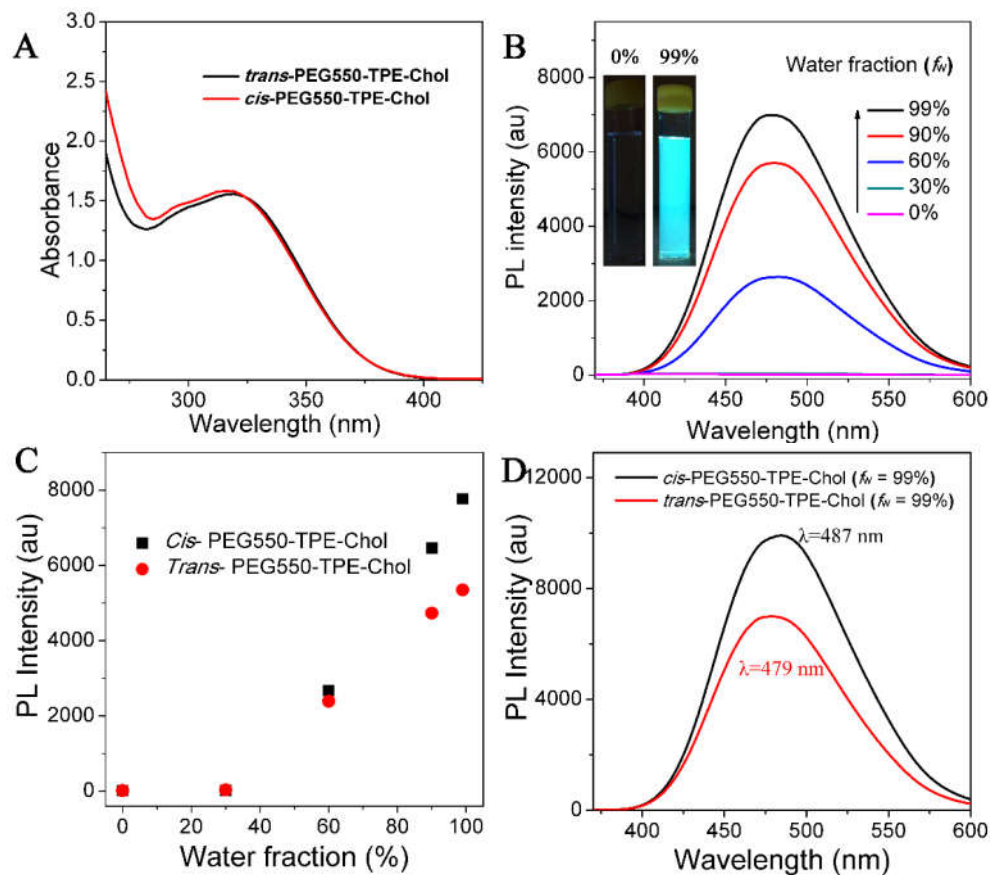 A
3.0
2.5
2.0
1.5
1.0
0.5
0.0
Absorbance
trans-PEG550-TPE-Chol
cis-PEG550-TPE-Chol
300
350
400
Wavelength (nm)
B
0%
99%
Water fraction (fw)
99%
90%
60%
30%
0%
8000
6000
4000
2000
0
PL intensity (au)
400
450
500
550
600
Wavelength (nm)
C
8000
6000
4000
2000
0
PL Intensity (au)
Cis- PEG550-TPE-Chol
Trans- PEG550-TPE-Chol
0
20
40
60
80
100
Water fraction (%)
D
12000
8000
4000
0
PL Intensity (au)
cis-PEG550-TPE-Chol (fw = 99%)
trans-PEG550-TPE-Chol (fw = 99%)
λ=487 nm
λ=479 nm
400
450
500
550
600
Wavelength (nm)